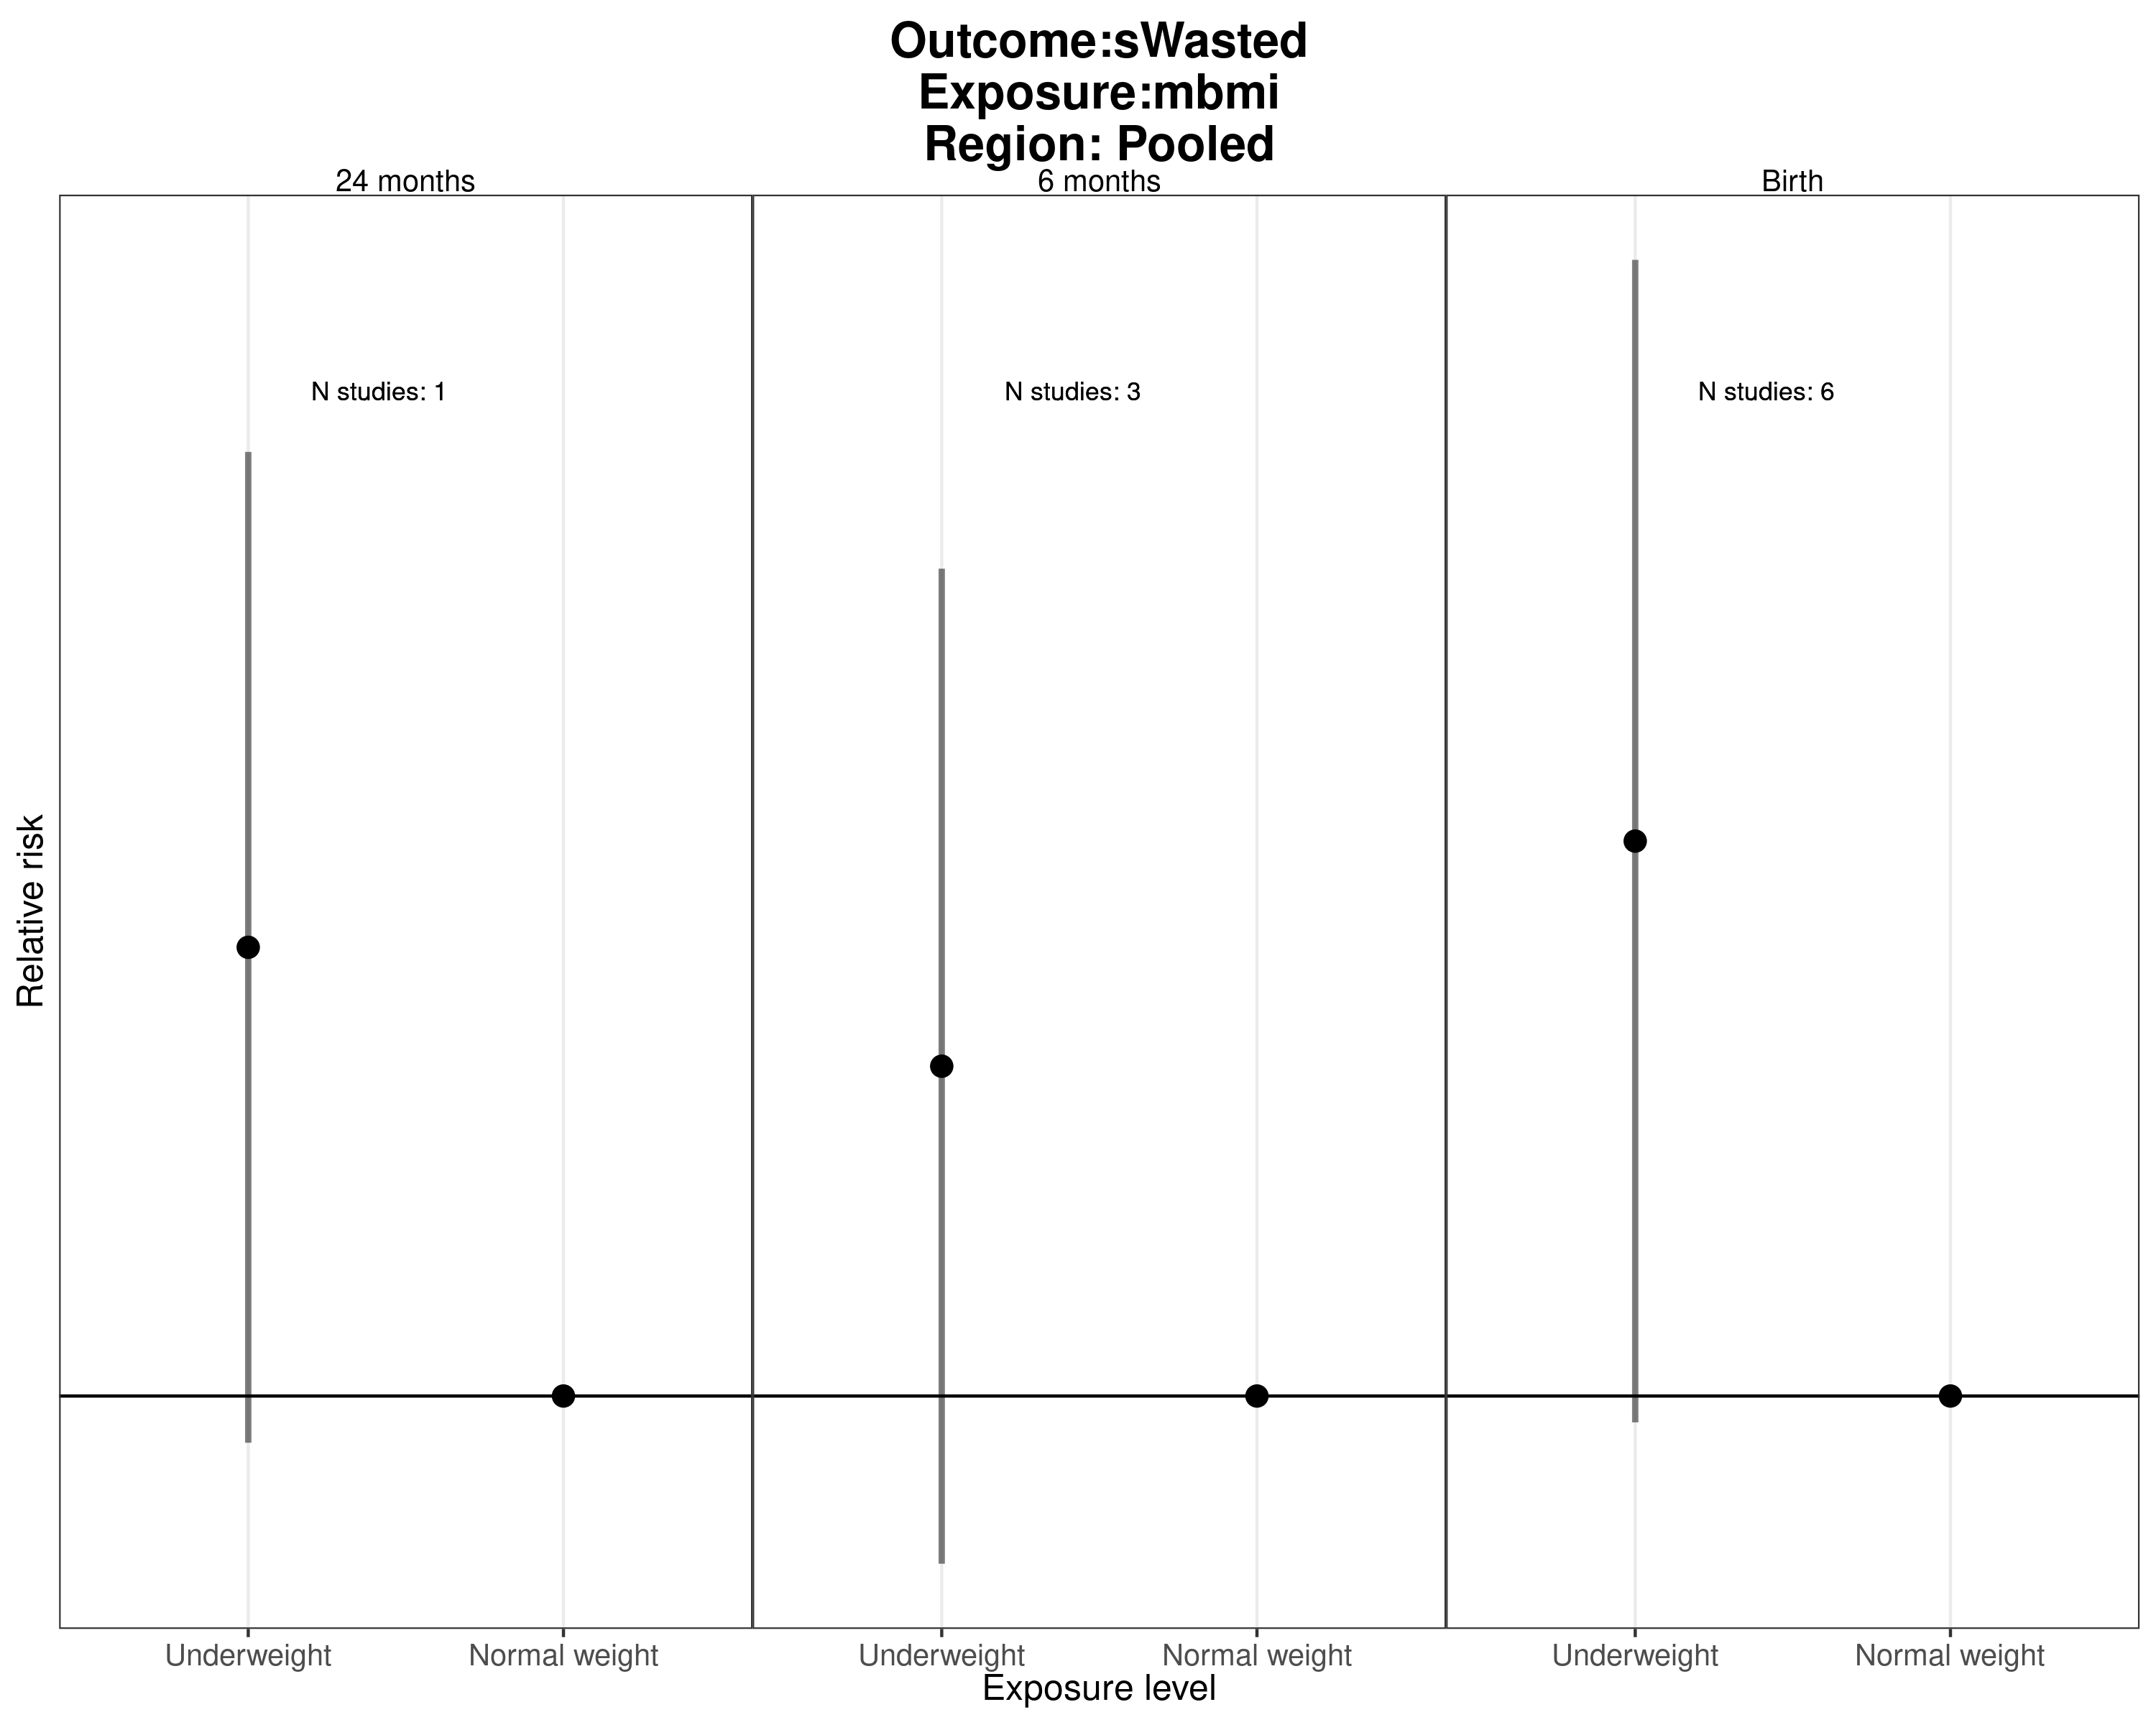 Outcome:sWasted
Exposure:mbmi
Region: Pooled
24 months
6 months
Birth
N studies: 1
N studies: 3
N studies: 6
Relative risk
Underweight
Normal weight
Underweight
Normal weight
Underweight
Normal weight
Exposure level